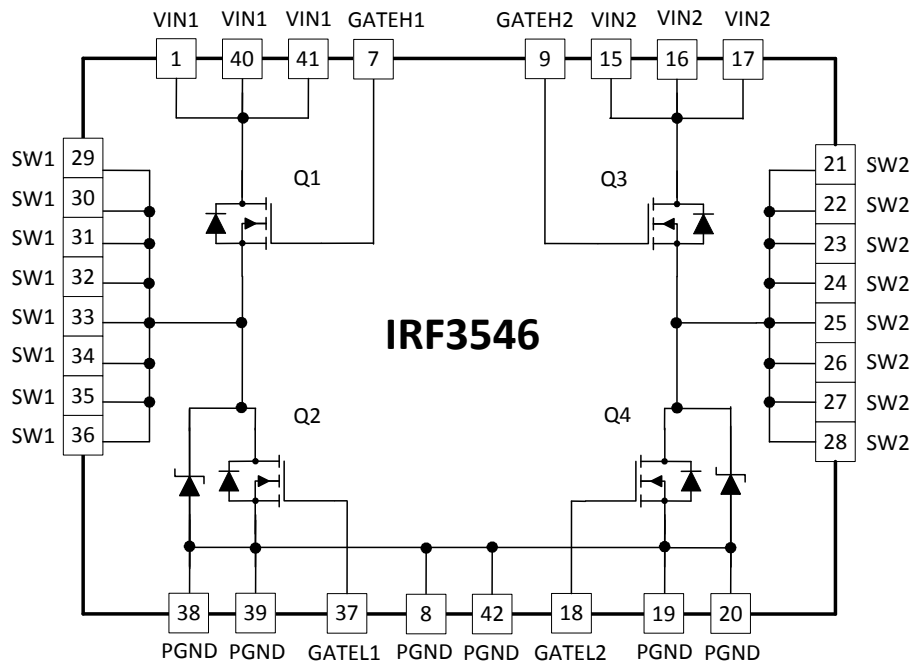 VIN1 VIN1 VIN1 GATEH1 GATEH2 VIN2 VIN2 VIN2
1 40 41 7 9 15 16 17
SW1 29
SW1 30
SW1 31
SW1 32
SW1 33
SW1 34
SW1 35
SW1 36
Q1 Q3
21 SW2
22 SW2
23 SW2
24 SW2
25 SW2
26 SW2
27 SW2
28 SW2
IRF3546
Q2 Q4
38 39 37 8 42 18 19 20
PGND PGND GATEL1 PGND PGND GATEL2 PGND PGND